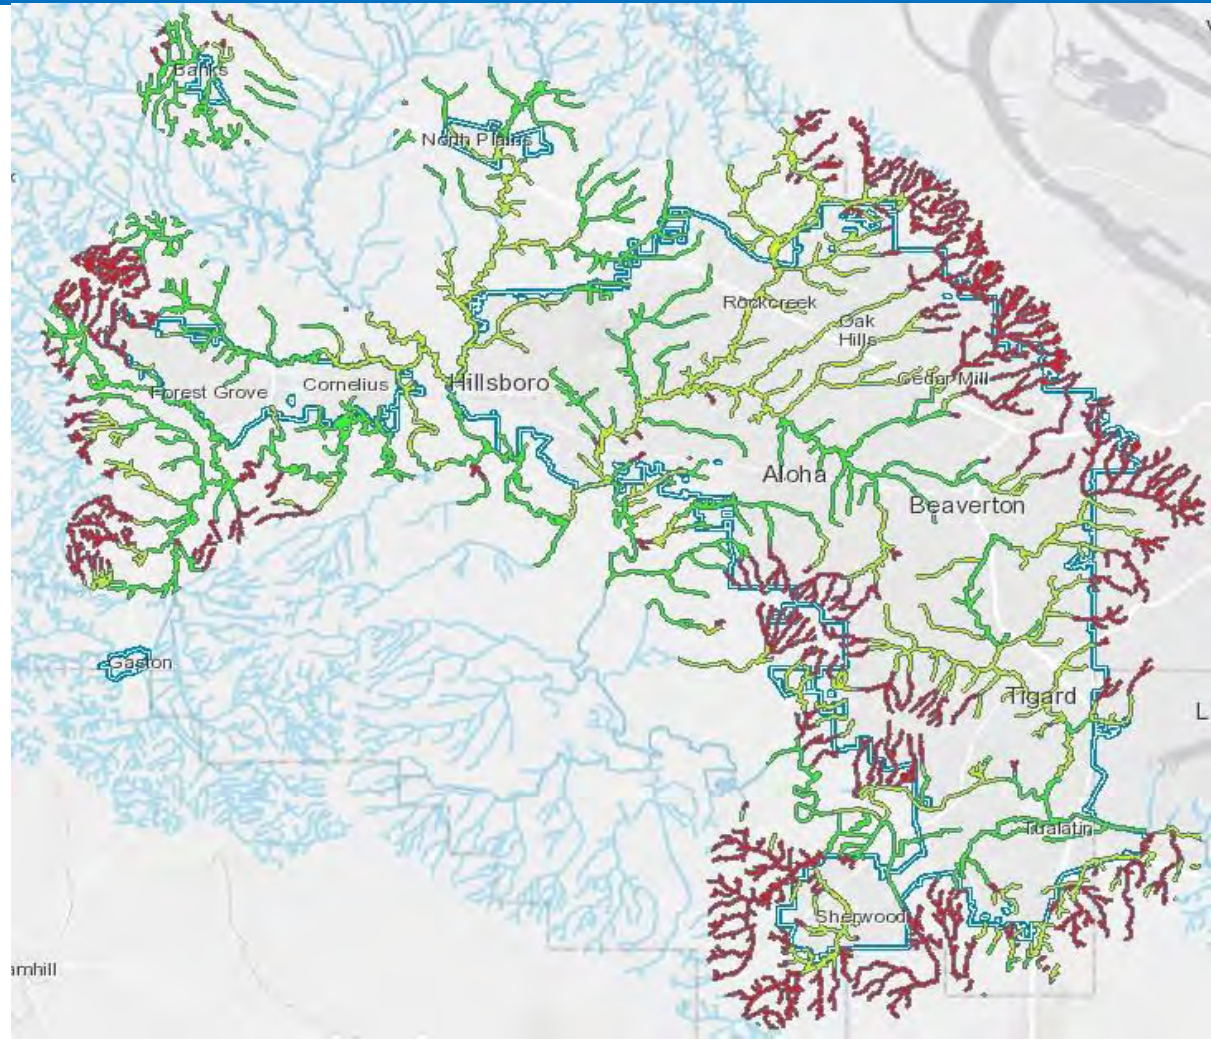 Banks
North Plains
Rockcreek
Oak
Hills
Forest Grove
Cornelius
Hillsboro
Cedar Mill
Aloha
Beaverton
Gaston
Tigard
L
Tualatin
Sherwood
amhill